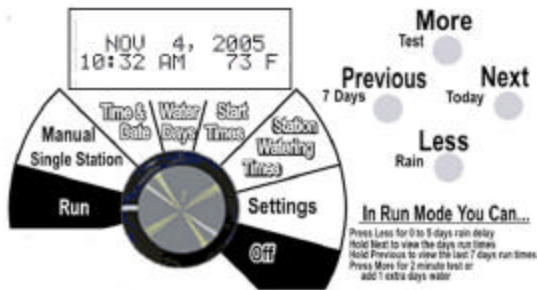 NOV 4, 2005
10:32 AM 73 F
More
Test
Previous
7 Days
Next
Today
Less
Rain
Time &
Date
Water
Days
Start
Times
Station
Watering
Times
Manual
Single Station
Run
Settings
Off
In Run Mode You Can...
Press Less for 0 to 5 days rain delay
Hold Next to view the days run times
Hold Previous to view the last 7 days run times
Press More for 2 minute test or
add 1 extra days water